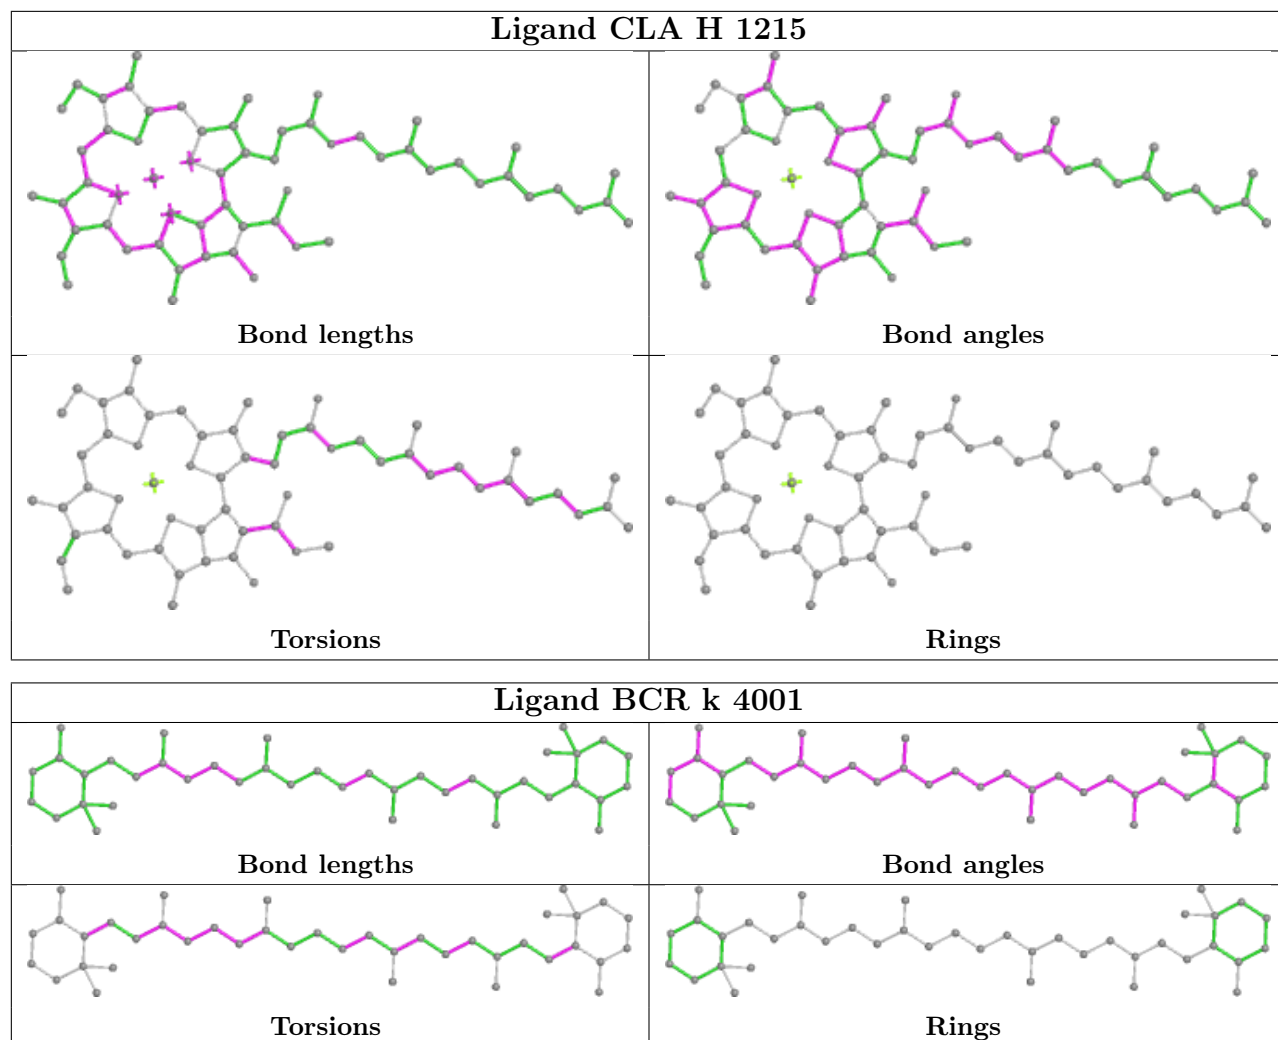 Ligand CLA H 1215
Bond lengths
Bond angles
Torsions
Rings
Ligand BCR k 4001
Bond lengths
Bond angles
Torsions
Rings